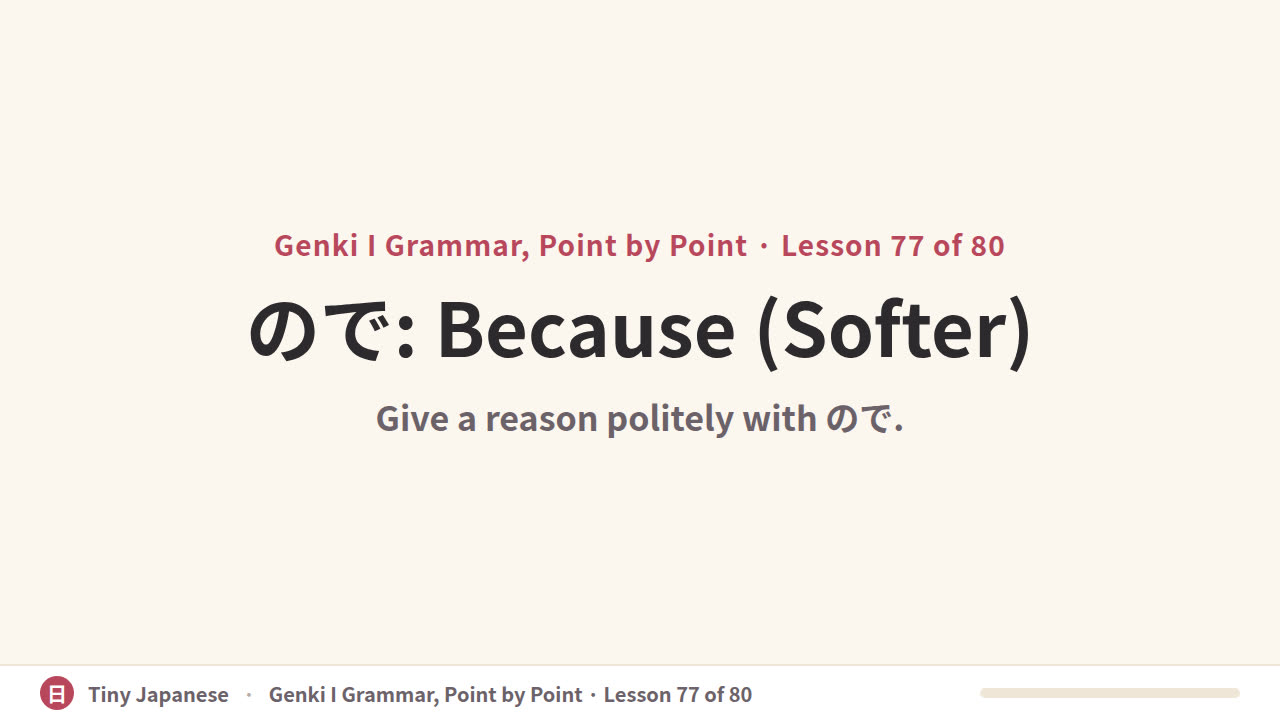 Genki I Grammar, Point by Point · Lesson 77 of 80
ので: Because (Softer)
Give a reason politely with ので.
日 Tiny Japanese · Genki I Grammar, Point by Point · Lesson 77 of 80